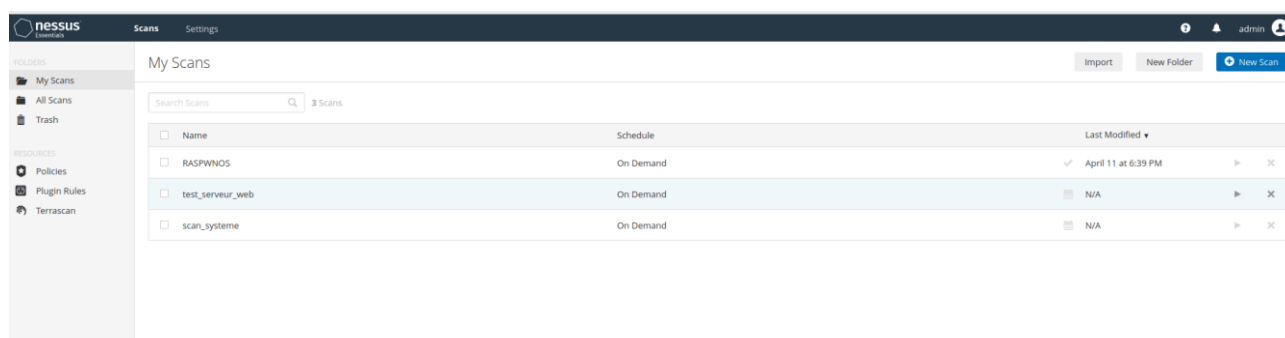 nessus Scans Settings admin
Essentials
FOLDERS
My Scans
All Scans
Trash
RESOURCES
Policies
Plugin Rules
Terrascan
My Scans Import New Folder New Scan
Search Scans 3 Scans
Name Schedule Last Modified
RASPWNOS On Demand April 11 at 6:39 PM
test_serveur_web On Demand N/A
scan_systeme On Demand N/A